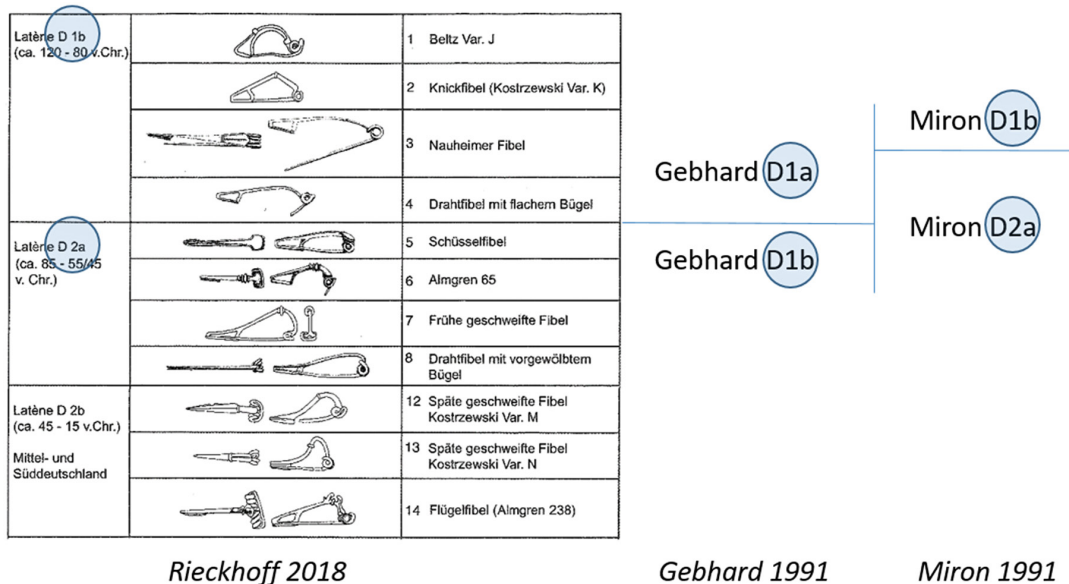 Latène D 1b
(ca. 120 - 80 v.Chr.)
1 Beltz Var. J
2 Knickfibel (Kostrzewski Var. K)
3 Nauheimer Fibel
4 Drahtfibel mit flachem Bügel
Latène D 2a
(ca. 85 - 55/45
v. Chr.)
5 Schüsselfibel
6 Almgren 65
7 Frühe geschweifte Fibel
8 Drahtfibel mit vorgewölbtem
Bügel
Latène D 2b
(ca. 45 - 15 v.Chr.)
Mittel- und
Süddeutschland
12 Späte geschweifte Fibel
Kostrzewski Var. M
13 Späte geschweifte Fibel
Kostrzewski Var. N
14 Flügelfibel (Almgren 238)
Gebhard D1a
Gebhard D1b
Miron D1b
Miron D2a
Rieckhoff 2018
Gebhard 1991
Miron 1991